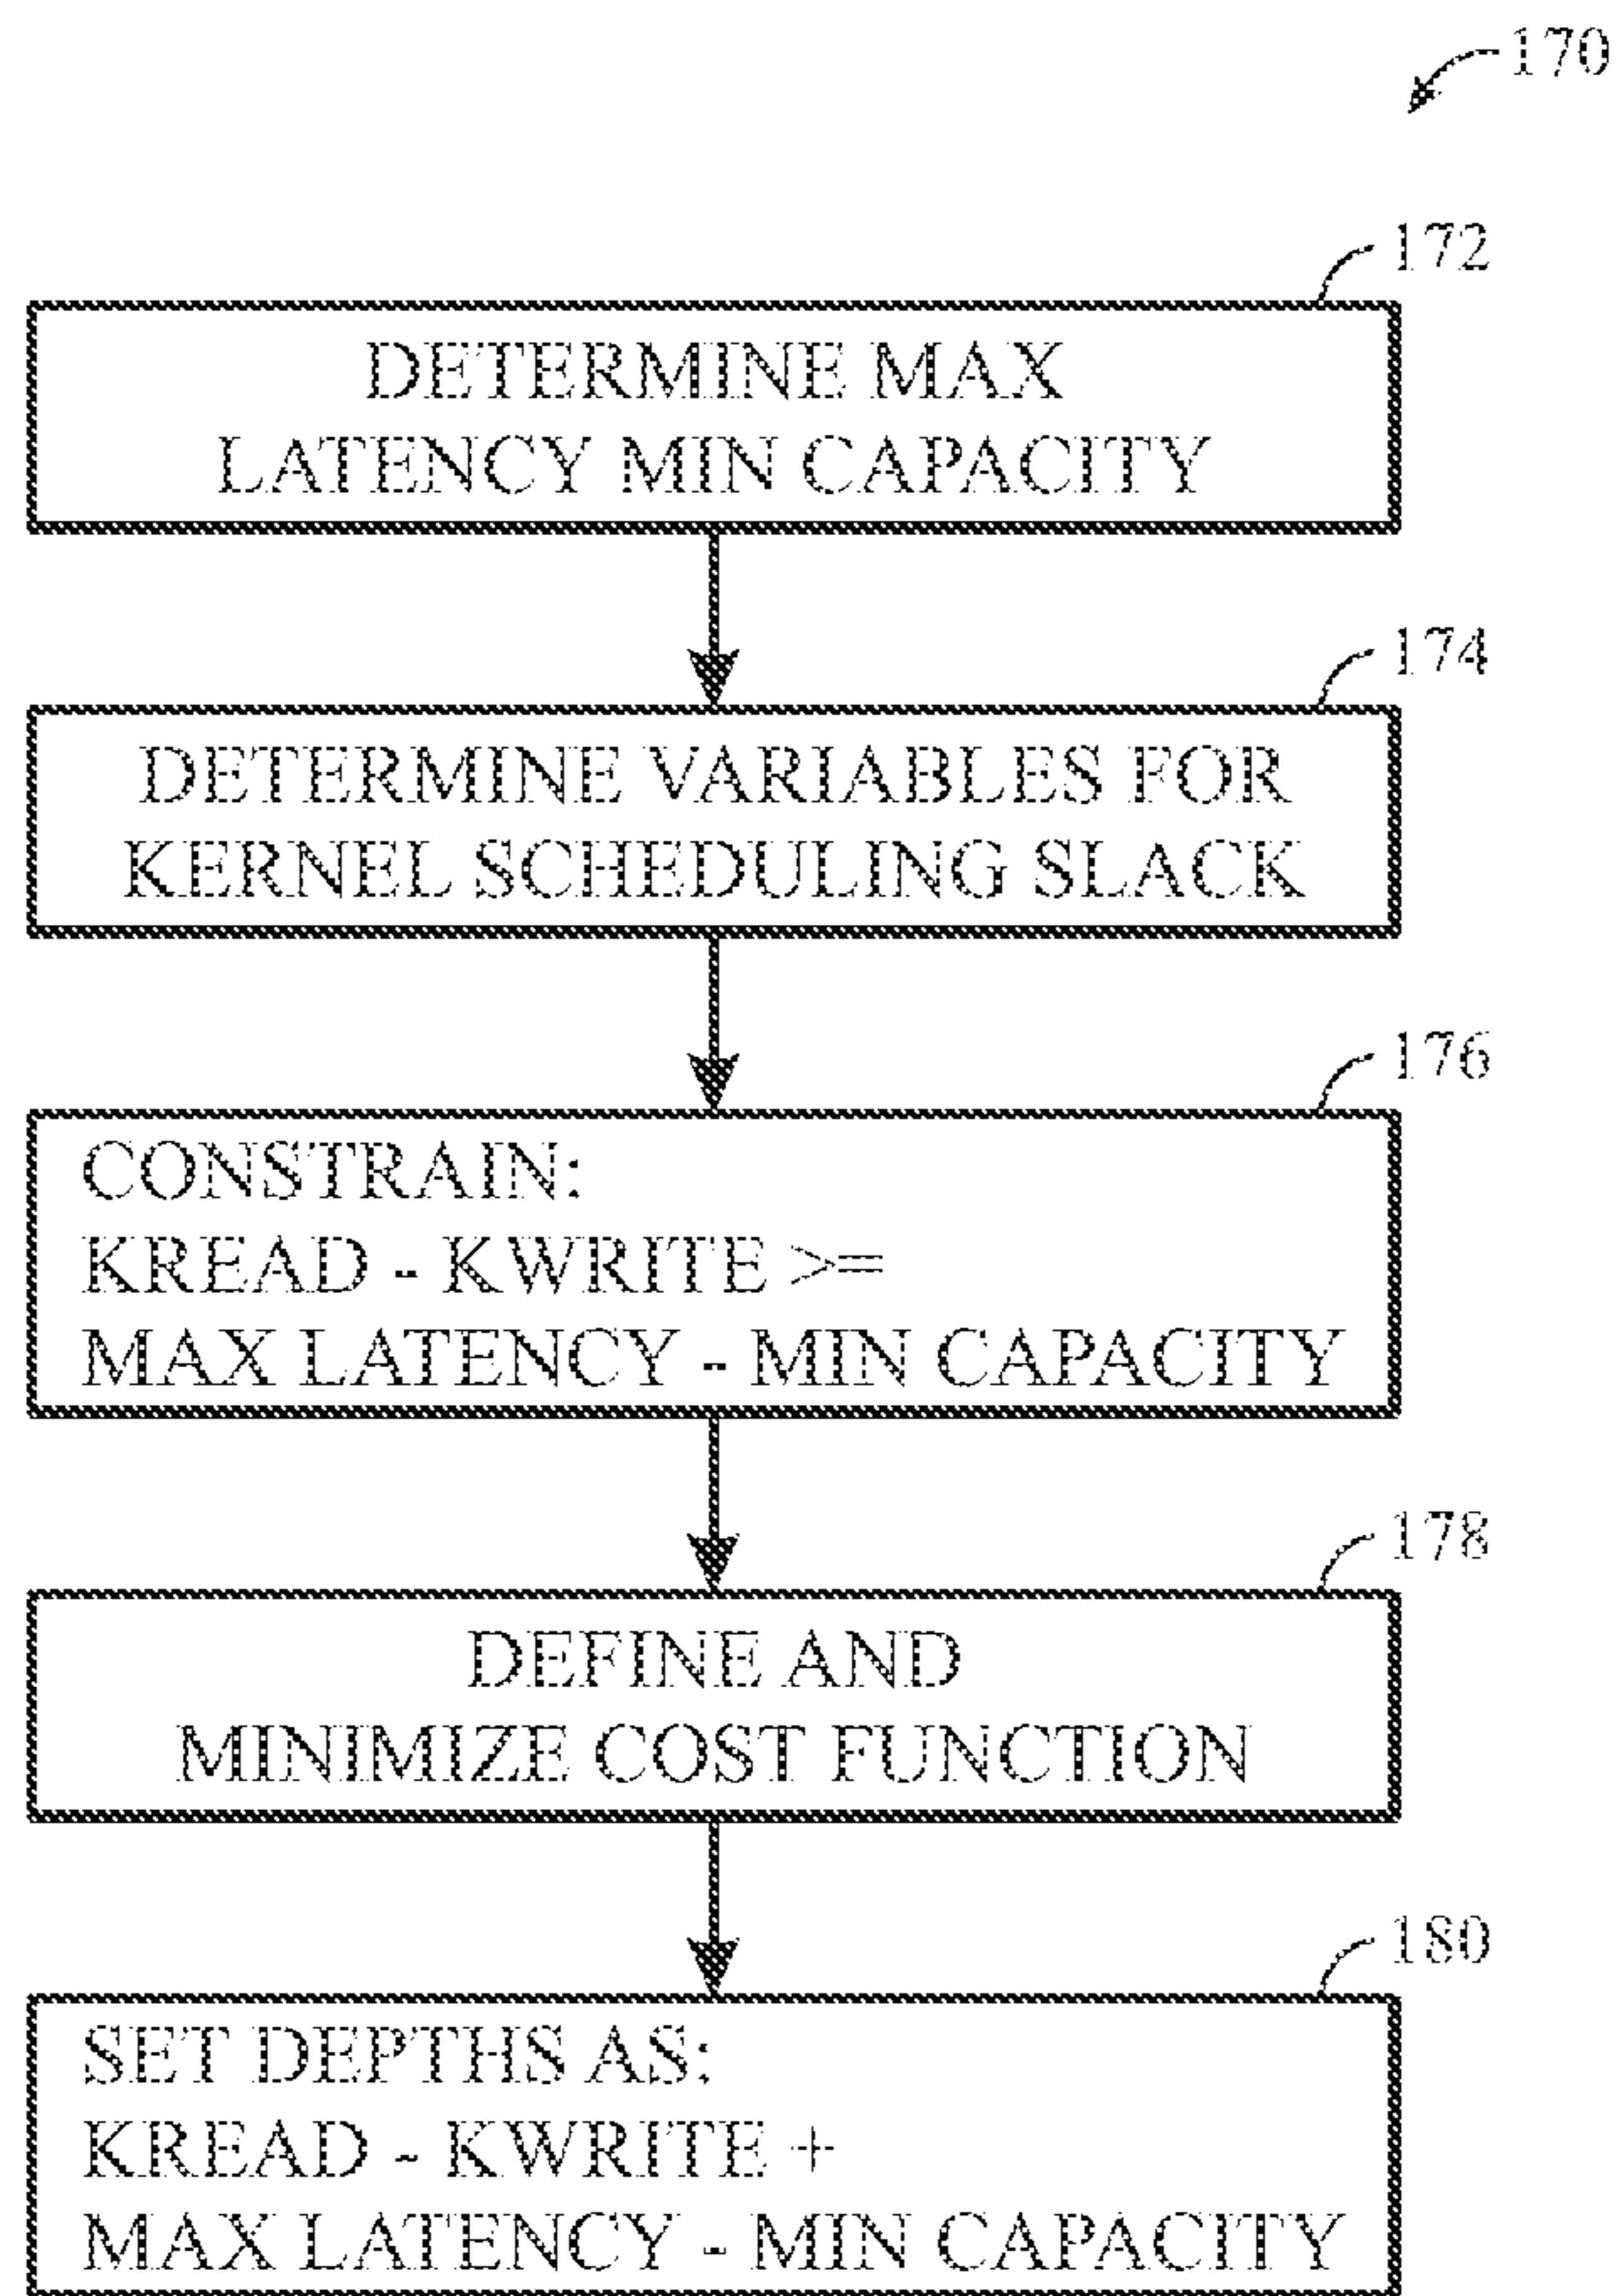 170
172
DETERMINE MAX
LATENCY MIN CAPACITY
174
DETERMINE VARIABLES FOR
KERNEL SCHEDULING SLACK
176
CONSTRAIN:
KREAD - KWRITE >=
MAX LATENCY - MIN CAPACITY
178
DEFINE AND
MINIMIZE COST FUNCTION
180
SET DEPTHS AS:
KREAD - KWRITE +
MAX LATENCY - MIN CAPACITY